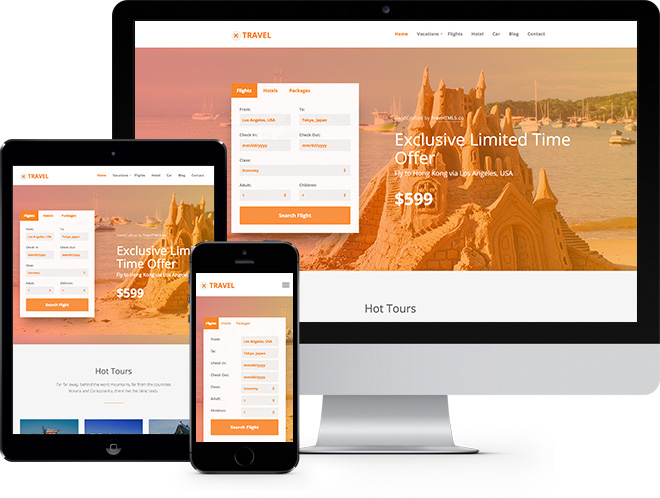 TRAVEL
Home Vacations Flights Hotel Car Blog Contact
Flights Hotels Packages
From: To:
Los Angeles, USA Tokyo, Japan
Check In: Check Out:
mm/dd/yyyy mm/dd/yyyy
Class:
Economy
Adult: Children:
1 1
Search Flight
Exclusive Limited Time
Offer
Fly to Hong Kong via Los Angeles, USA
$599
Hot Tours
TRAVEL
Home Vacations Flights Hotel Car Blog Contact
Flights Hotels Packages
From: To:
Los Angeles, USA Tokyo, Japan
Check In: Check Out:
mm/dd/yyyy mm/dd/yyyy
Class:
Economy
Adult: Children:
1 1
Search Flight
Exclusive Limi
Time Offer
Fly to Hong Kong via Los Angeles
$599
Hot Tours
Far far away, behind the word mountains, far from the countries
Vokalia and Consonantia, there live the blind texts.
TRAVEL
Flights Hotels Packages
From:
Los Angeles, USA
To:
Tokyo, Japan
Check In:
mm/dd/yyyy
Check Out:
mm/dd/yyyy
Class:
Economy
Adult:
1
Children:
1
Search Flight